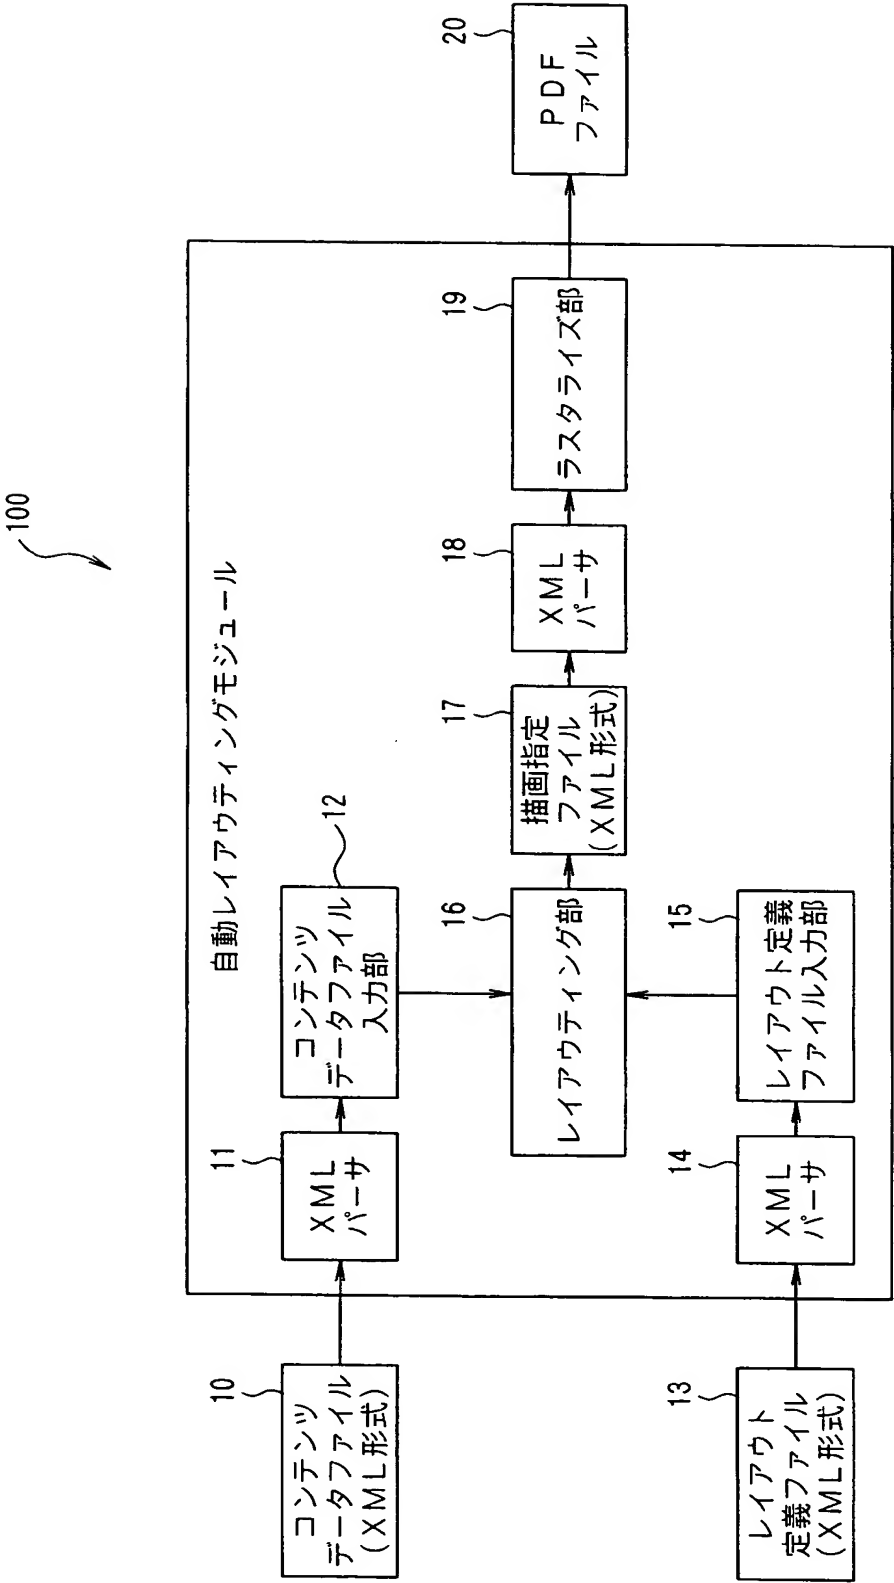 100
自動レイアウティングモジュール
10
コンテンツ
データファイル
(XML形式)
11
XML
パーサ
12
コンテンツ
データファイル
入力部
16
レイアウティング部
17
描画指定
ファイル
(XML形式)
18
XML
パーサ
19
ラスタライズ部
20
PDF
ファイル
13
レイアウト
定義ファイル
(XML形式)
14
XML
パーサ
15
レイアウト定義
ファイル入力部